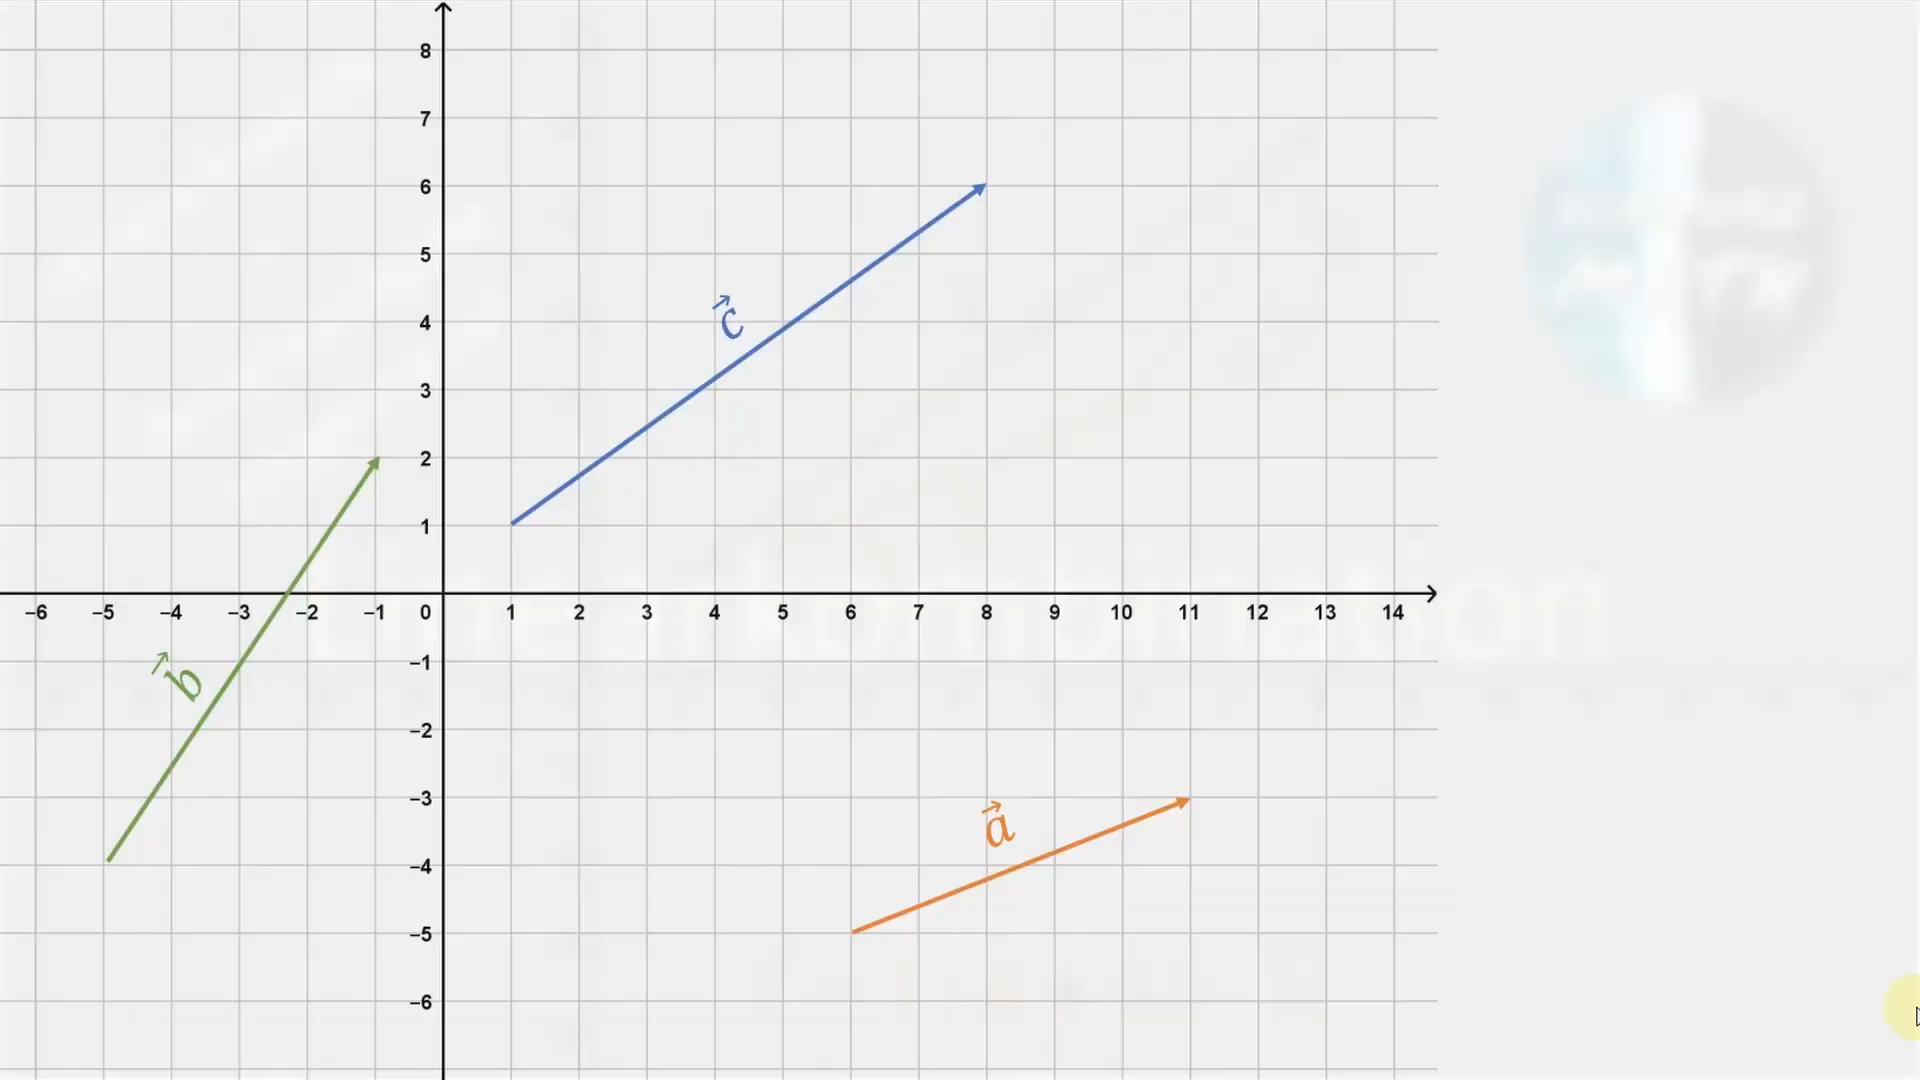 8
7
6
5
4
3
2
1
c⃗
–6 –5 –4 –3 –2 –1 0 1 2 3 4 5 6 7 8 9 10 11 12 13 14
Linearkombination
b⃗
–1
–2
–3
a⃗
–4
–5
–6